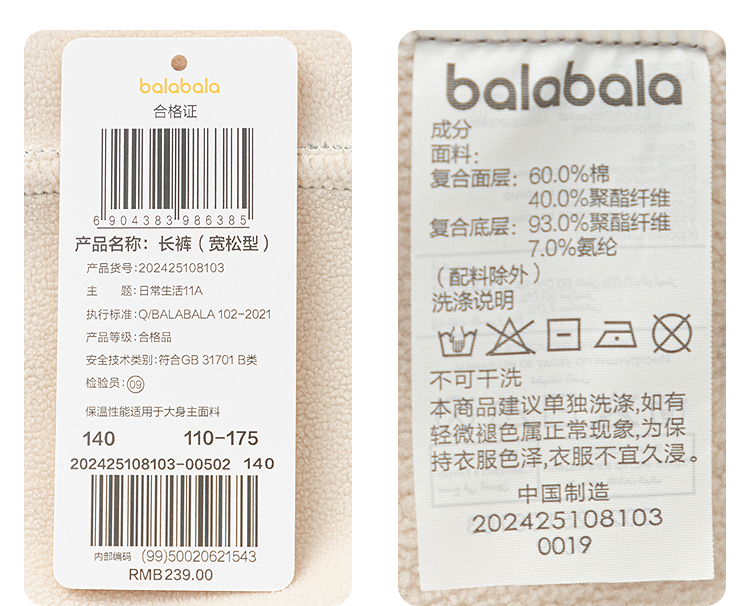 balabala
合格证
6 904383 986385
产品名称: 长裤（宽松型）
产品货号:202425108103
主 题:日常生活11A
执行标准:Q/BALABALA 102-2021
产品等级:合格品
安全技术类别:符合GB 31701 B类
检验员:09
保温性能适用于大身主面料
140 110-175
202425108103-00502 140
内部编码 (99)50020621543
RMB239.00
balabala
成分
面料:
复合面层: 60.0%棉
40.0%聚酯纤维
复合底层: 93.0%聚酯纤维
7.0%氨纶
（配料除外）
洗涤说明
不可干洗
本商品建议单独洗涤,如有
轻微褪色属正常现象,为保
持衣服色泽,衣服不宜久浸。
中国制造
202425108103
0019